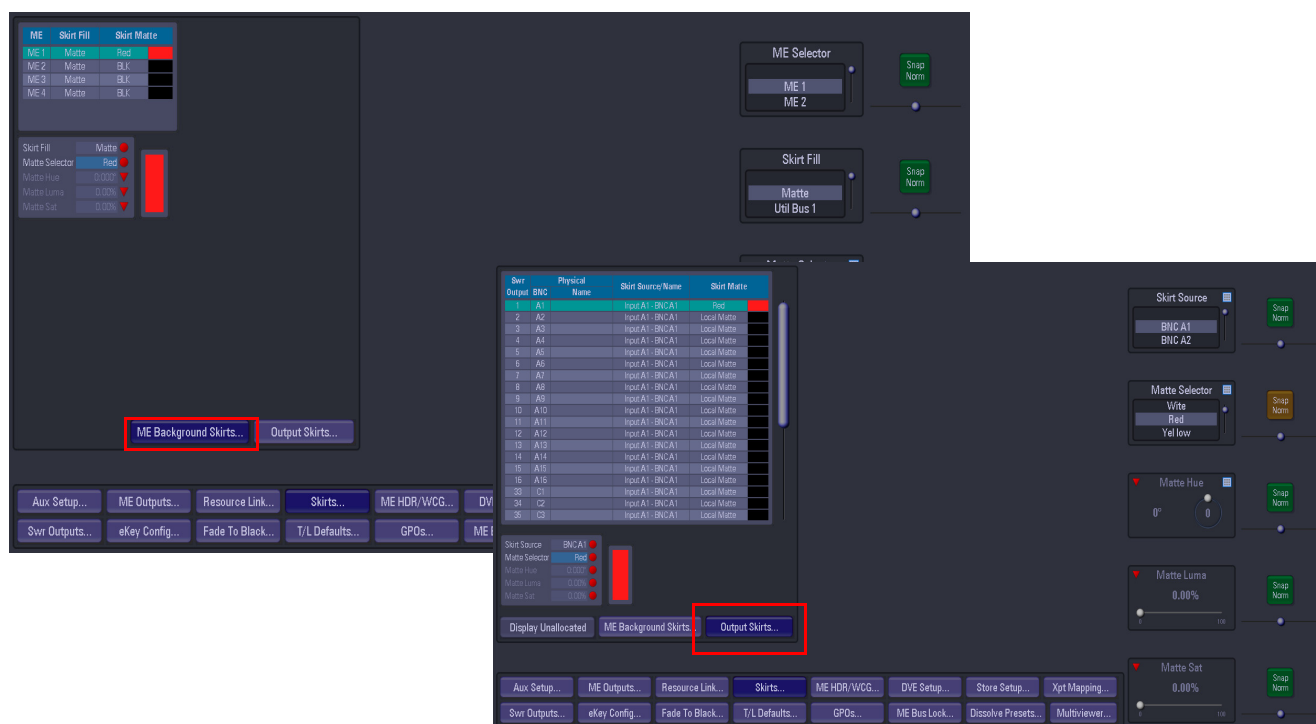 ME Skirt Fill Skirt Matte
ME 1 Matte Red
ME 2 Matte BLK
ME 3 Matte BLK
ME 4 Matte BLK
Skirt Fill Matte
Matte Selector Red
Matte Hue 0.000°
Matte Luma 0.00%
Matte Sat 0.00%
ME Background Skirts... Output Skirts...
ME Selector
ME 1
ME 2
Snap
Norm
Skirt Fill
Matte
Util Bus 1
Snap
Norm
Aux Setup... ME Outputs... Resource Link... Skirts... ME HDR/WCG...
Swr Outputs... eKey Config... Fade To Black... T/L Defaults... GPOs...
Swr Physical
Output BNC Name Skirt Source/Name Skirt Matte
1 A1 Input A1 - BNC A1 Red
2 A2 Input A1 - BNC A1 Local Matte
3 A3 Input A1 - BNC A1 Local Matte
4 A4 Input A1 - BNC A1 Local Matte
5 A5 Input A1 - BNC A1 Local Matte
6 A6 Input A1 - BNC A1 Local Matte
7 A7 Input A1 - BNC A1 Local Matte
8 A8 Input A1 - BNC A1 Local Matte
9 A9 Input A1 - BNC A1 Local Matte
10 A10 Input A1 - BNC A1 Local Matte
11 A11 Input A1 - BNC A1 Local Matte
12 A12 Input A1 - BNC A1 Local Matte
13 A13 Input A1 - BNC A1 Local Matte
14 A14 Input A1 - BNC A1 Local Matte
15 A15 Input A1 - BNC A1 Local Matte
16 A16 Input A1 - BNC A1 Local Matte
33 C1 Input A1 - BNC A1 Local Matte
34 C2 Input A1 - BNC A1 Local Matte
35 C3 Input A1 - BNC A1 Local Matte
Skirt Source BNC A1
Matte Selector Red
Matte Hue 0.000°
Matte Luma 0.00%
Matte Sat 0.00%
Display Unallocated ME Background Skirts... Output Skirts...
Skirt Source
BNC A1
BNC A2
Snap
Norm
Matte Selector
Wite
Red
Yel low
Snap
Norm
Matte Hue
0° 0
Snap
Norm
Matte Luma
0.00%
0 100
Snap
Norm
Matte Sat
0.00%
0 100
Snap
Norm
Aux Setup... ME Outputs... Resource Link... Skirts... ME HDR/WCG... DVE Setup... Store Setup... Xpt Mapping...
Swr Outputs... eKey Config... Fade To Black... T/L Defaults... GPOs... ME Bus Lock... Dissolve Presets... Multiviewer...